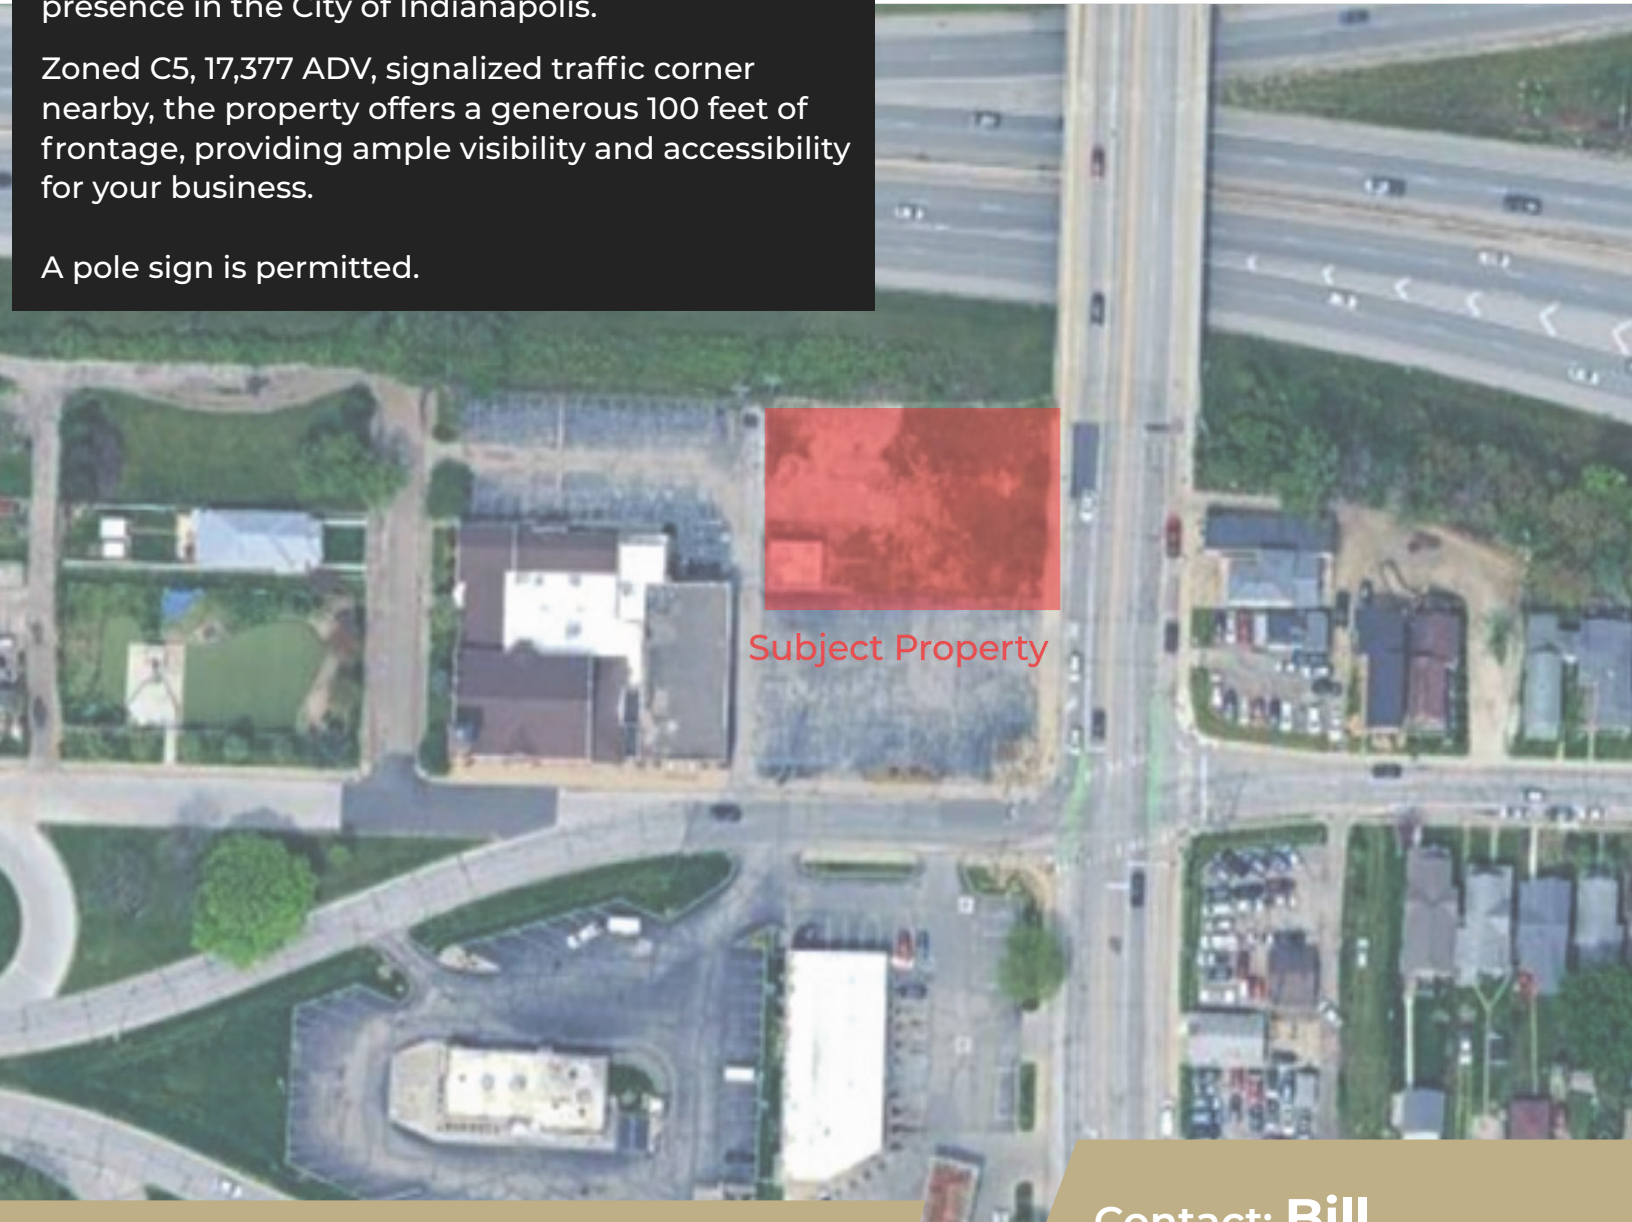 presence in the City of Indianapolis.
Zoned C5, 17,377 ADV, signalized traffic corner
nearby, the property offers a generous 100 feet of
frontage, providing ample visibility and accessibility
for your business.
A pole sign is permitted.
Subject Property
Contact: Bill